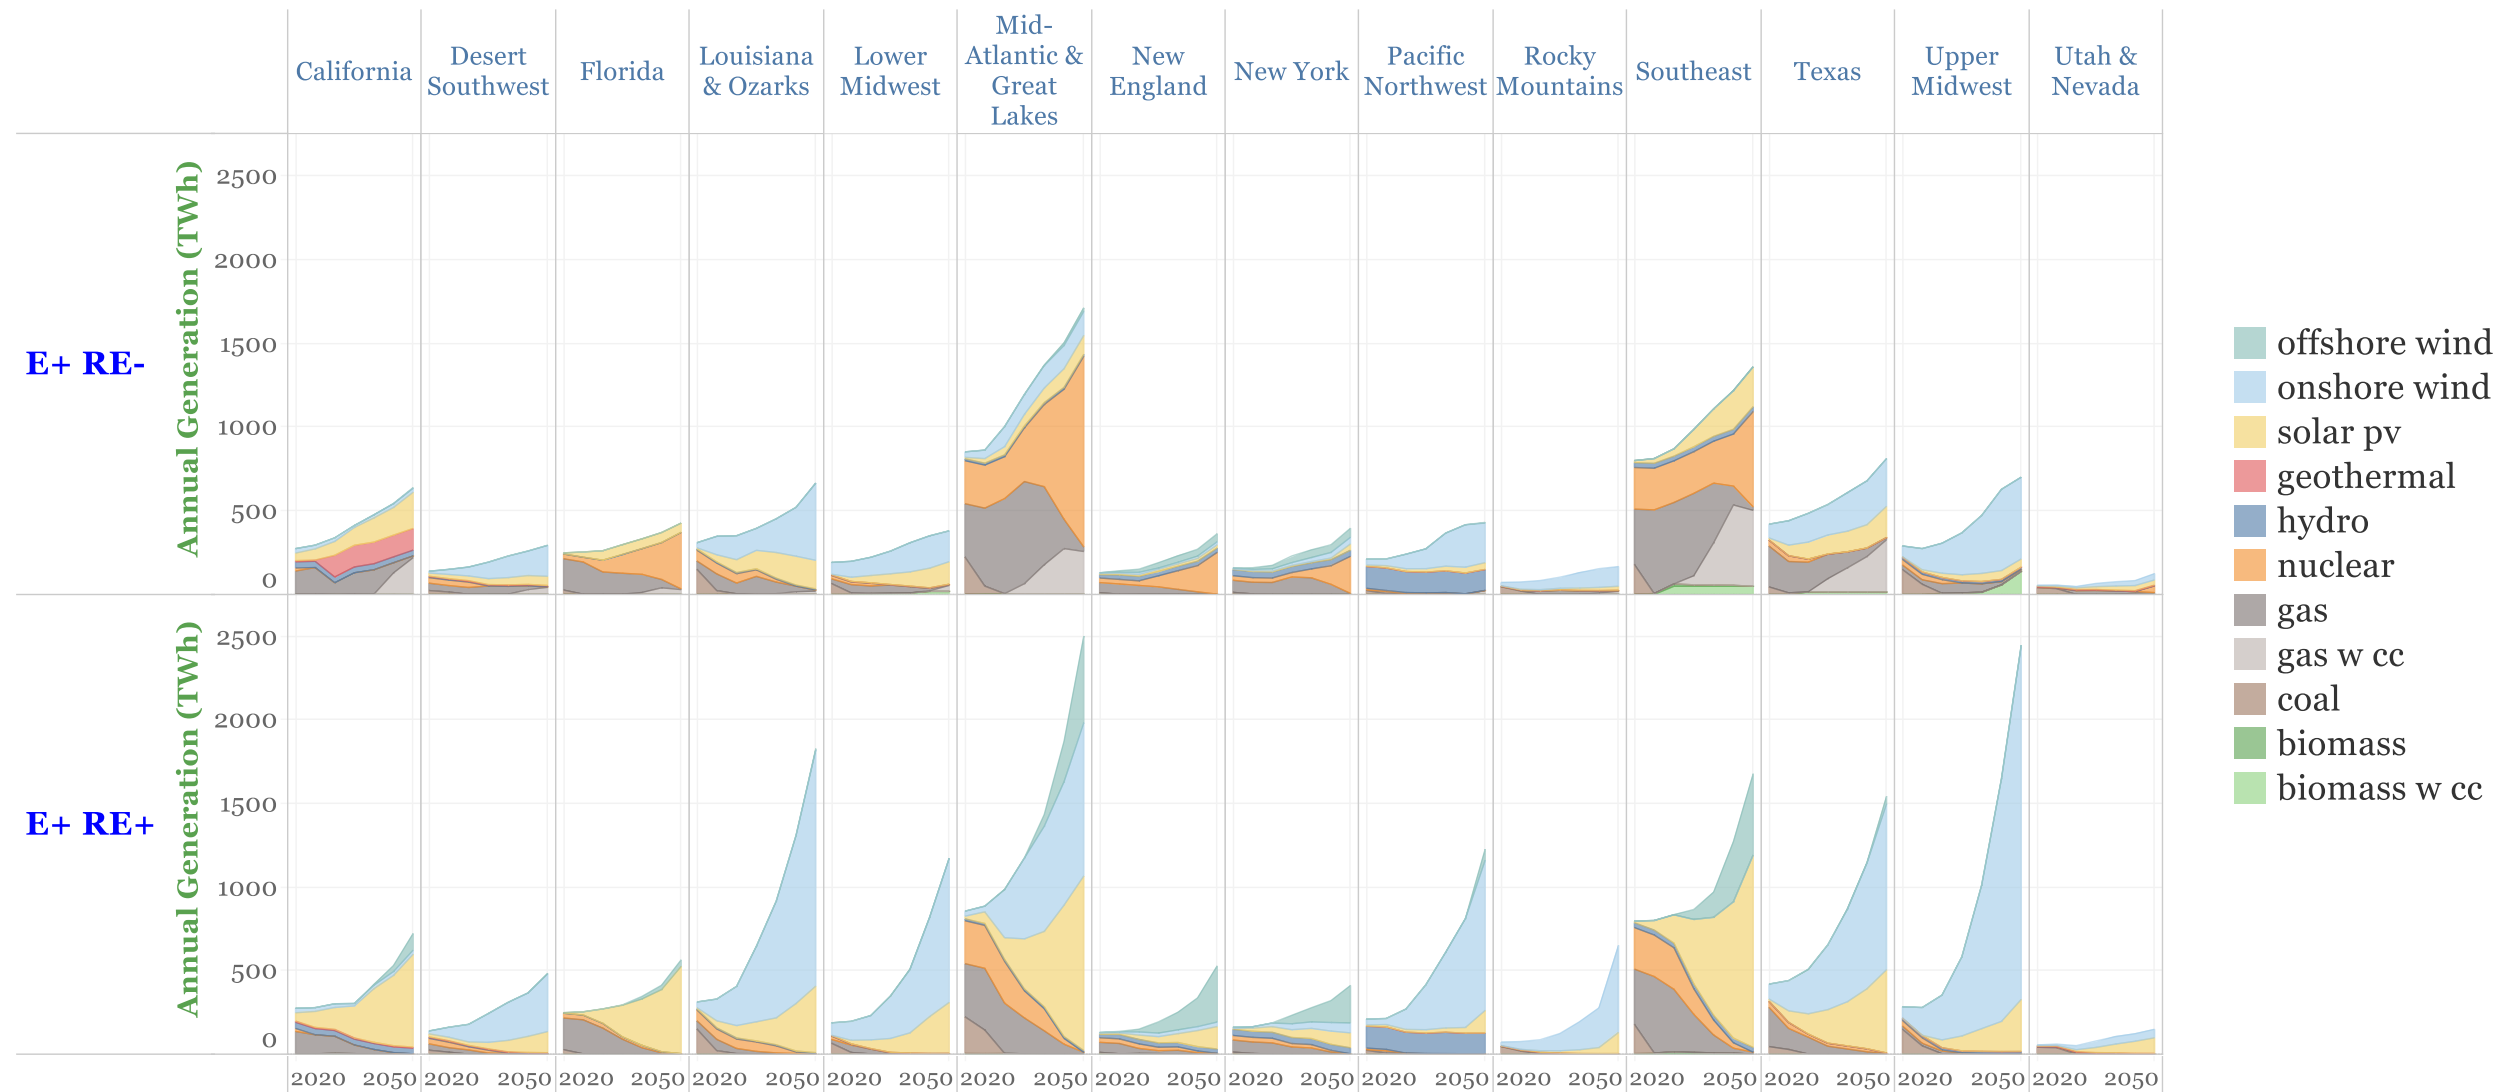 California
Desert
Southwest
Florida
Louisiana
& Ozarks
Lower
Midwest
Mid-
Atlantic &
Great
Lakes
New
England
New York
Pacific
Northwest
Rocky
Mountains
Southeast
Texas
Upper
Midwest
Utah &
Nevada
E+ RE-
Annual Generation (TWh)
2500
2000
1500
1000
500
0
E+ RE+
Annual Generation (TWh)
2500
2000
1500
1000
500
0
2020 2050 2020 2050 2020 2050 2020 2050 2020 2050 2020 2050 2020 2050 2020 2050 2020 2050 2020 2050 2020 2050 2020 2050 2020 2050 2020 2050
offshore wind
onshore wind
solar pv
geothermal
hydro
nuclear
gas
gas w cc
coal
biomass
biomass w cc